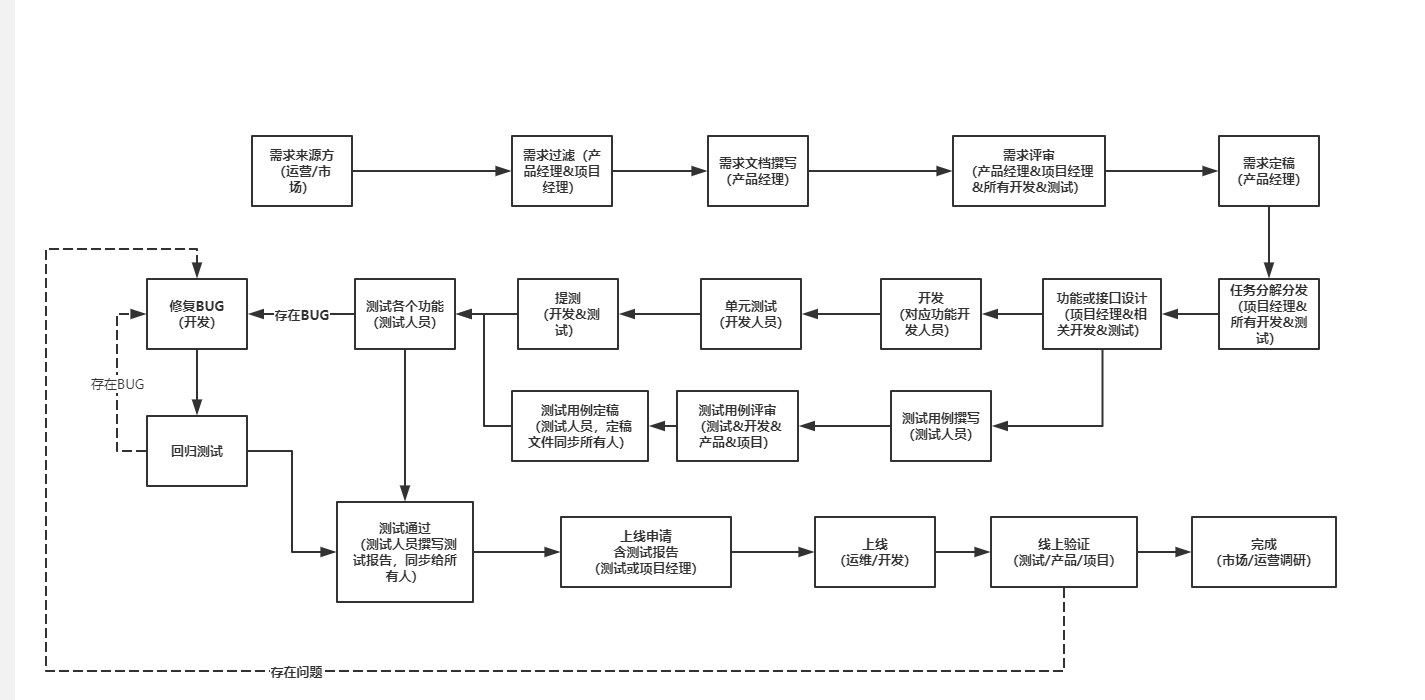 需求来源方
（运营/市
场)
需求过滤（产
品经理&项目
经理)
需求文档撰写
(产品经理)
需求评审
（产品经理&项目经理
&所有开发&测试)
需求定稿
(产品经理)
修复BUG
(开发)
存在BUG
测试各个功能
(测试人员)
提测
（开发&测
试)
单元测试
(开发人员)
开发
（对应功能开
发人员)
功能或接口设计
（项目经理&相
关开发&测试)
任务分解分发
（项目经理&
所有开发&测
试)
存在BUG
回归测试
测试用例定稿
（测试人员，定稿
文件同步所有人)
测试用例评审
（测试&开发&
产品&项目)
测试用例撰写
(测试人员)
测试通过
（测试人员撰写测
试报告，同步给所
有人)
上线申请
含测试报告
(测试或项目经理)
上线
(运维/开发)
线上验证
(测试/产品/项目)
完成
(市场/运营调研)
存在问题